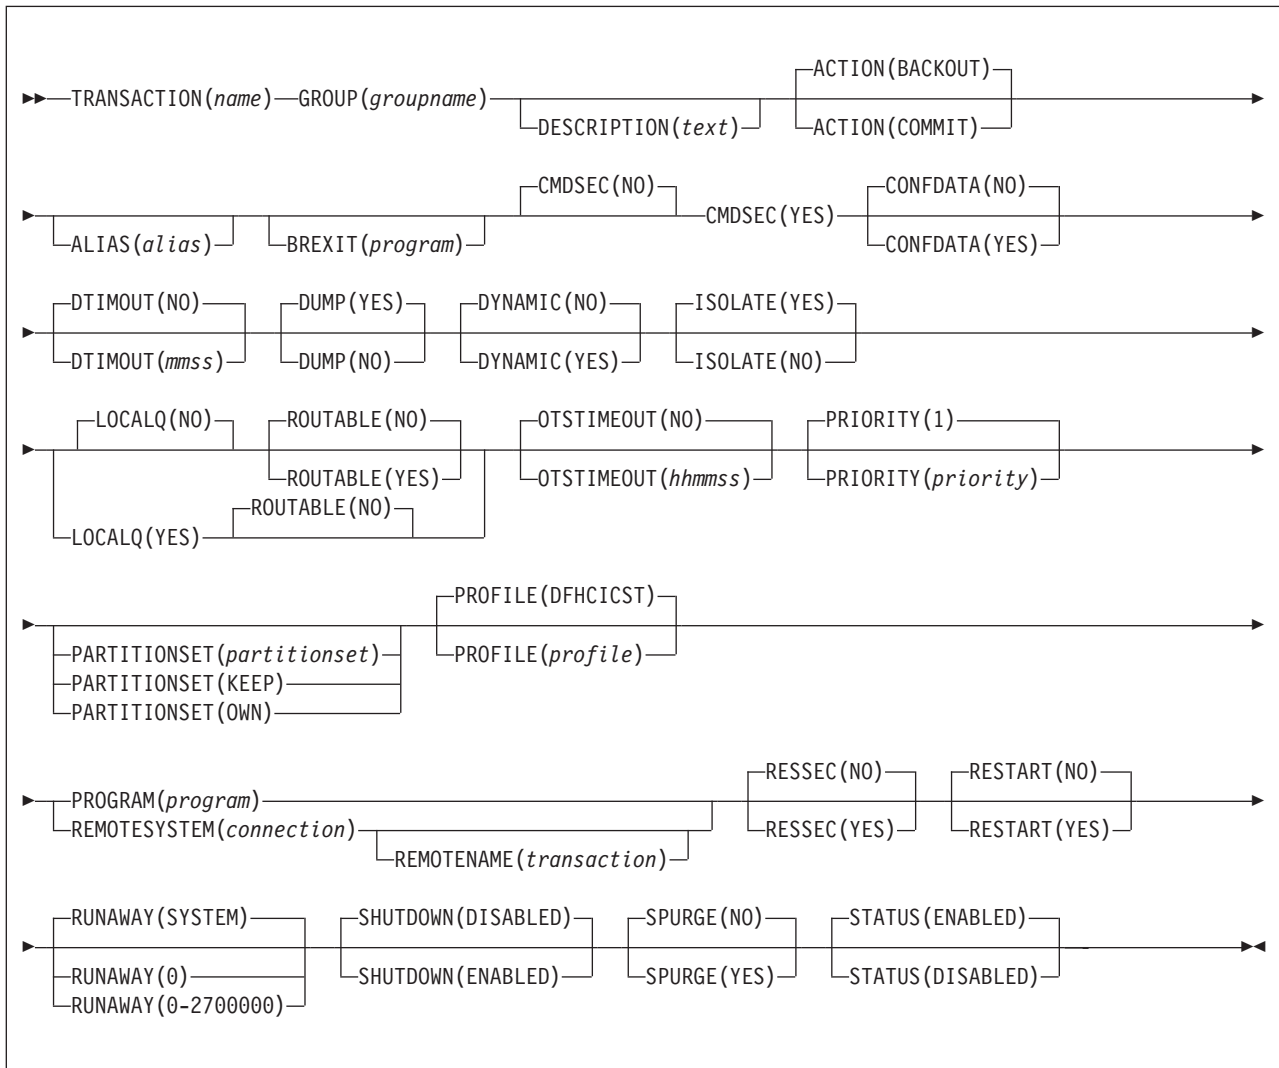 ACTION(BACKOUT)
TRANSACTION(name) GROUP(groupname)
DESCRIPTION(text) ACTION(COMMIT)
CMDSEC(NO) CONFDATA(NO)
CMDSEC(YES)
ALIAS(alias) BREXIT(program) CONFDATA(YES)
DTIMOUT(NO) DUMP(YES) DYNAMIC(NO) ISOLATE(YES)
DTIMOUT(mmss) DUMP(NO) DYNAMIC(YES) ISOLATE(NO)
LOCALQ(NO) ROUTABLE(NO) OTSTIMEOUT(NO) PRIORITY(1)
ROUTABLE(YES) OTSTIMEOUT(hhmmss) PRIORITY(priority)
ROUTABLE(NO)
LOCALQ(YES)
PROFILE(DFHCICST)
PARTITIONSET(partitionset) PROFILE(profile)
PARTITIONSET(KEEP)
PARTITIONSET(OWN)
RESSEC(NO) RESTART(NO)
PROGRAM(program)
REMOTESYSTEM(connection) RESSEC(YES) RESTART(YES)
REMOTENAME(transaction)
RUNAWAY(SYSTEM) SHUTDOWN(DISABLED) SPURGE(NO) STATUS(ENABLED)
RUNAWAY(0) SHUTDOWN(ENABLED) SPURGE(YES) STATUS(DISABLED)
RUNAWAY(0-2700000)